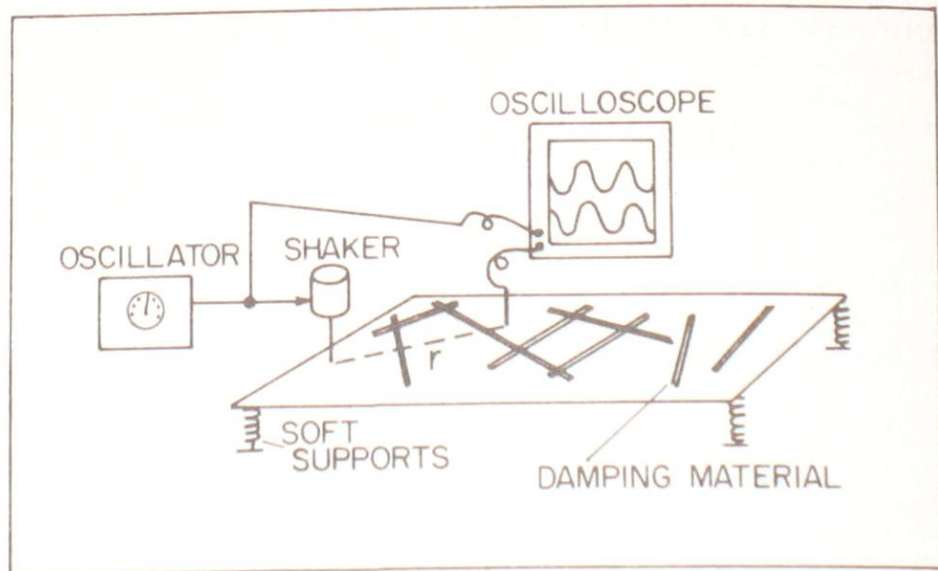 OSCILLOSCOPE
OSCILLATOR
SHAKER
r
SOFT
SUPPORTS
DAMPING MATERIAL